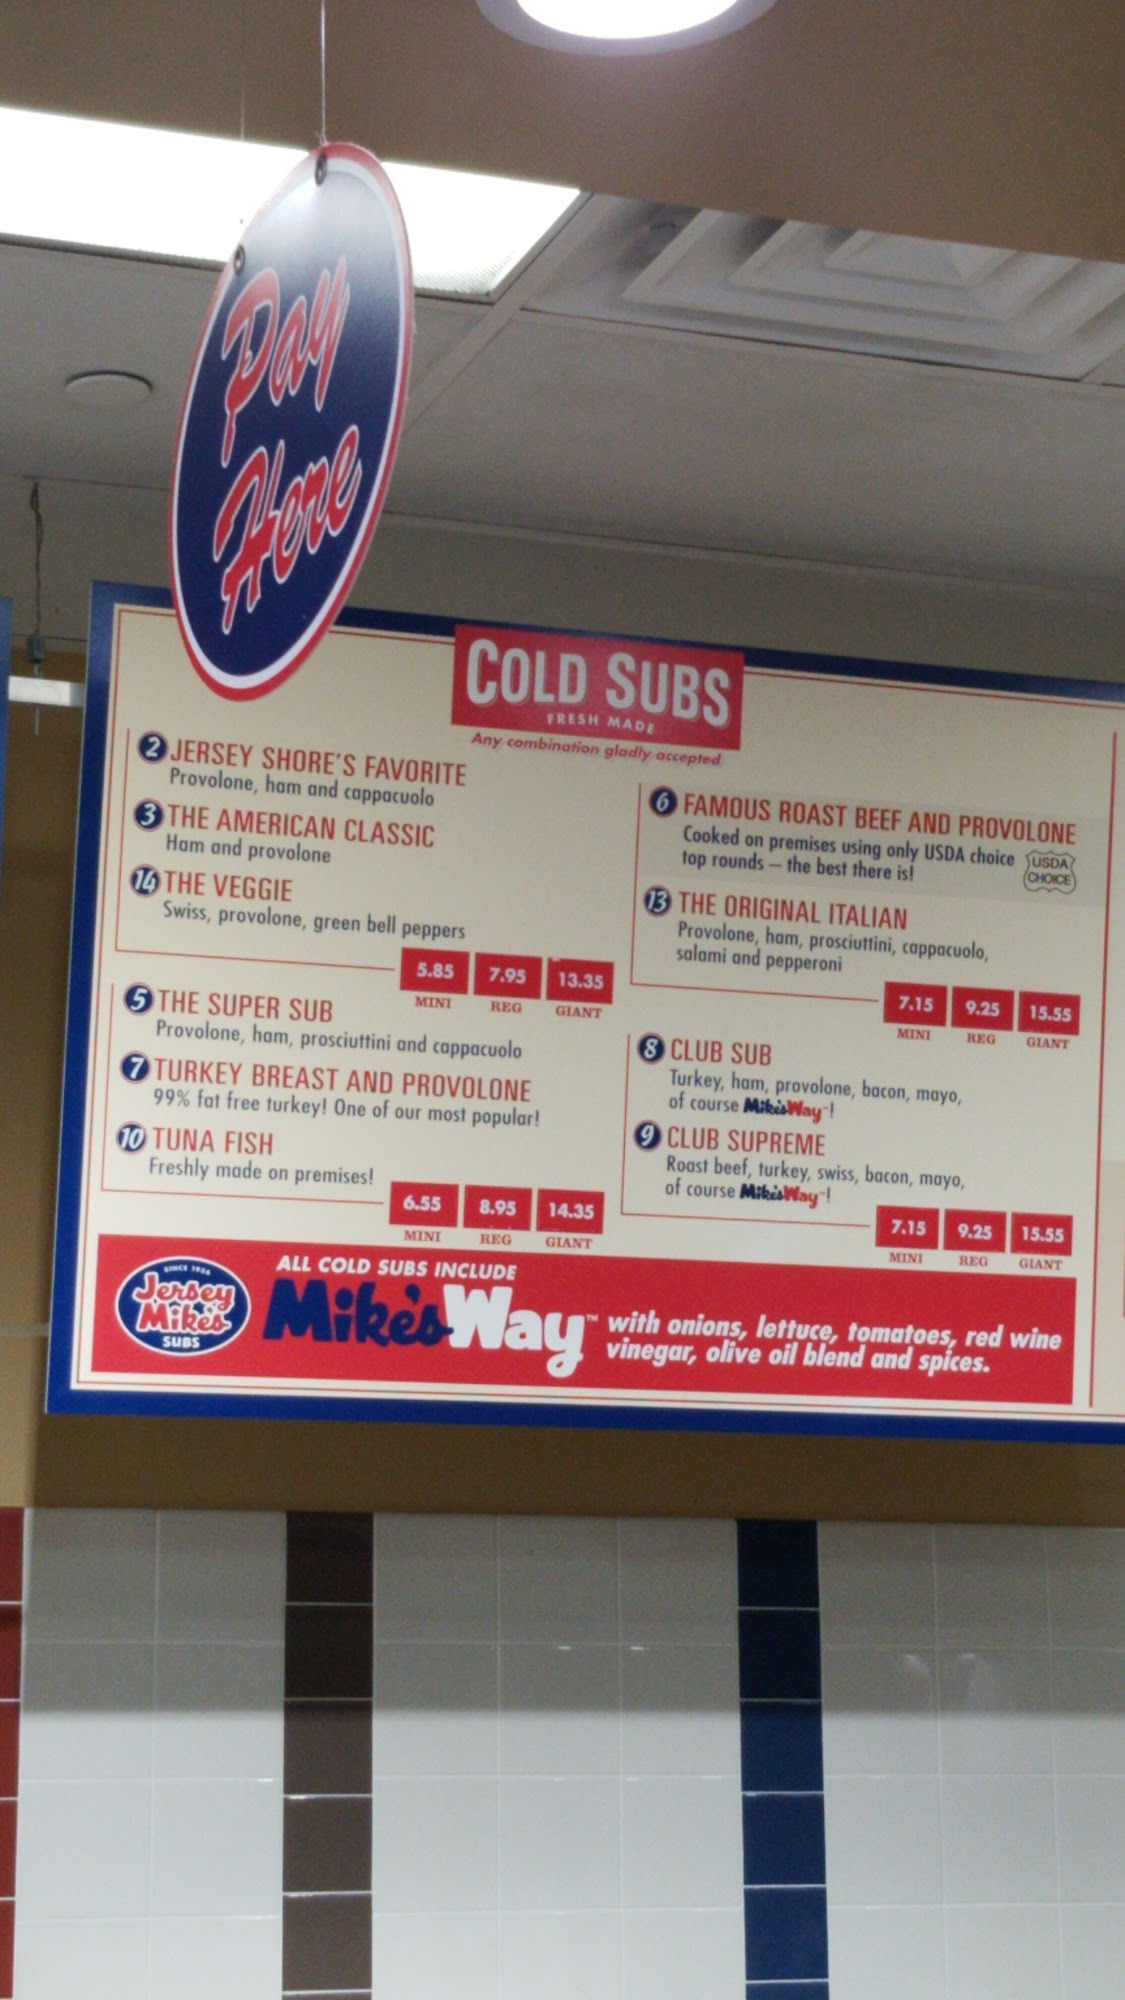 Pay
Here
COLD SUBS
FRESH MADE
Any combination gladly accepted
2 JERSEY SHORE'S FAVORITE
Provolone, ham and cappacuolo
3 THE AMERICAN CLASSIC
Ham and provolone
14 THE VEGGIE
Swiss, provolone, green bell peppers
5.85 7.95 13.35
MINI REG GIANT
5 THE SUPER SUB
Provolone, ham, prosciuttini and cappacuolo
7 TURKEY BREAST AND PROVOLONE
99% fat free turkey! One of our most popular!
10 TUNA FISH
Freshly made on premises!
6.55 8.95 14.35
MINI REG GIANT
6 FAMOUS ROAST BEEF AND PROVOLONE
Cooked on premises using only USDA choice
top rounds – the best there is!
USDA
CHOICE
13 THE ORIGINAL ITALIAN
Provolone, ham, prosciuttini, cappacuolo,
salami and pepperoni
7.15 9.25 15.55
MINI REG GIANT
8 CLUB SUB
Turkey, ham, provolone, bacon, mayo,
of course Mike's Way™!
9 CLUB SUPREME
Roast beef, turkey, swiss, bacon, mayo,
of course Mike's Way™!
7.15 9.25 15.55
MINI REG GIANT
SINCE 1956
Jersey
Mike's
SUBS
ALL COLD SUBS INCLUDE
Mike's Way™
with onions, lettuce, tomatoes, red wine
vinegar, olive oil blend and spices.